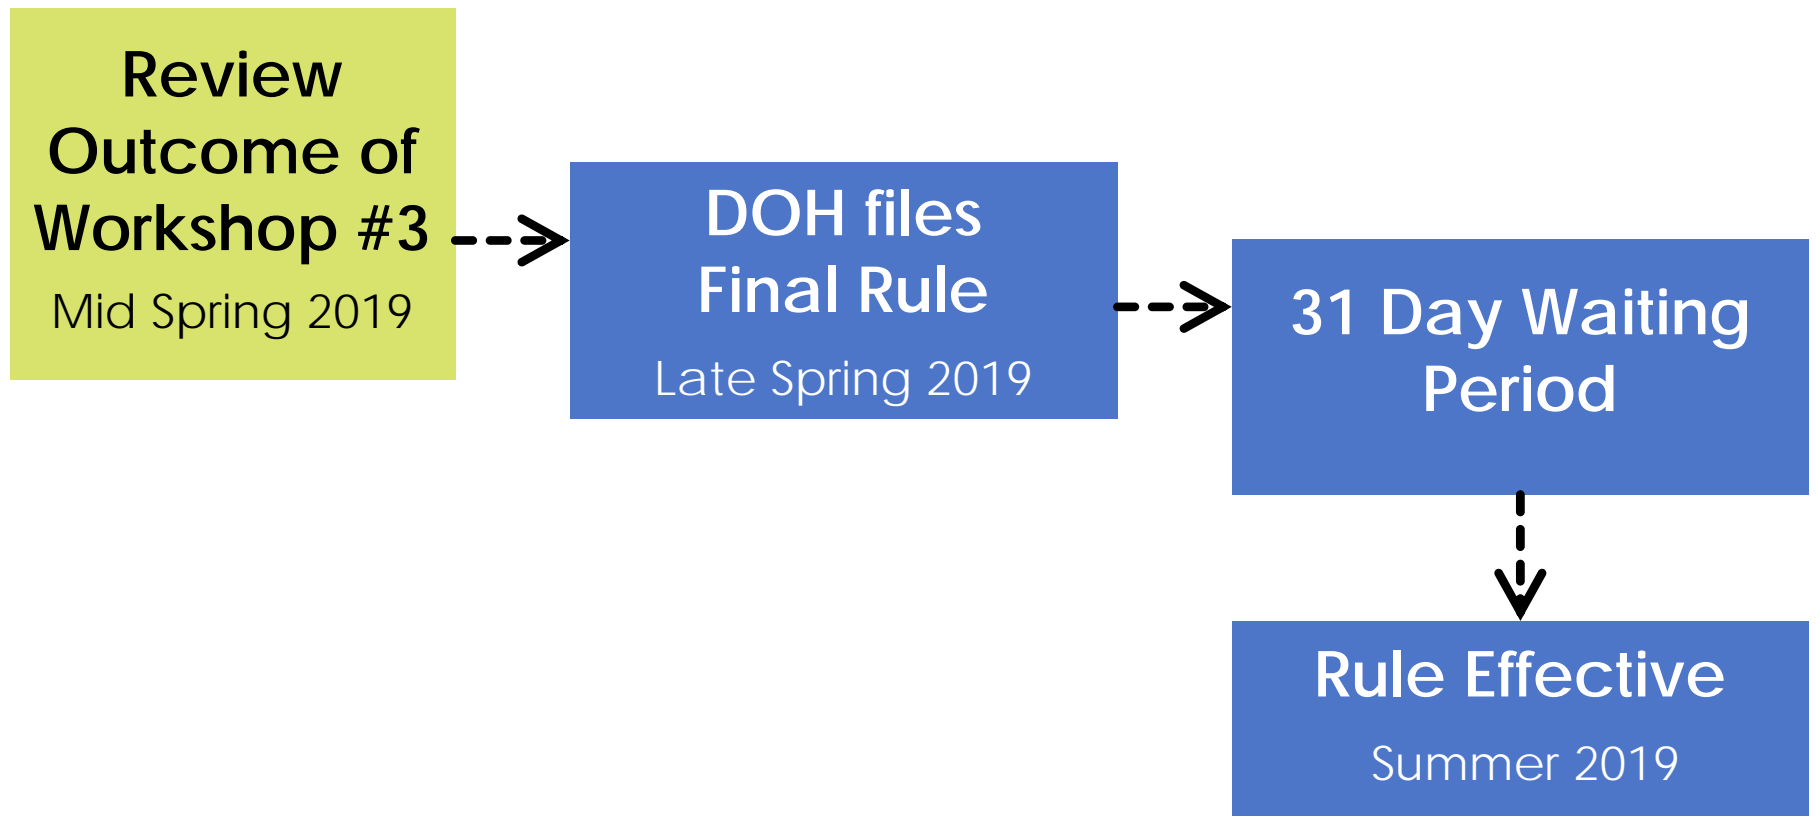 Review
Outcome of
Workshop #3
Mid Spring 2019
DOH files
Final Rule
Late Spring 2019
31 Day Waiting
Period
Rule Effective
Summer 2019